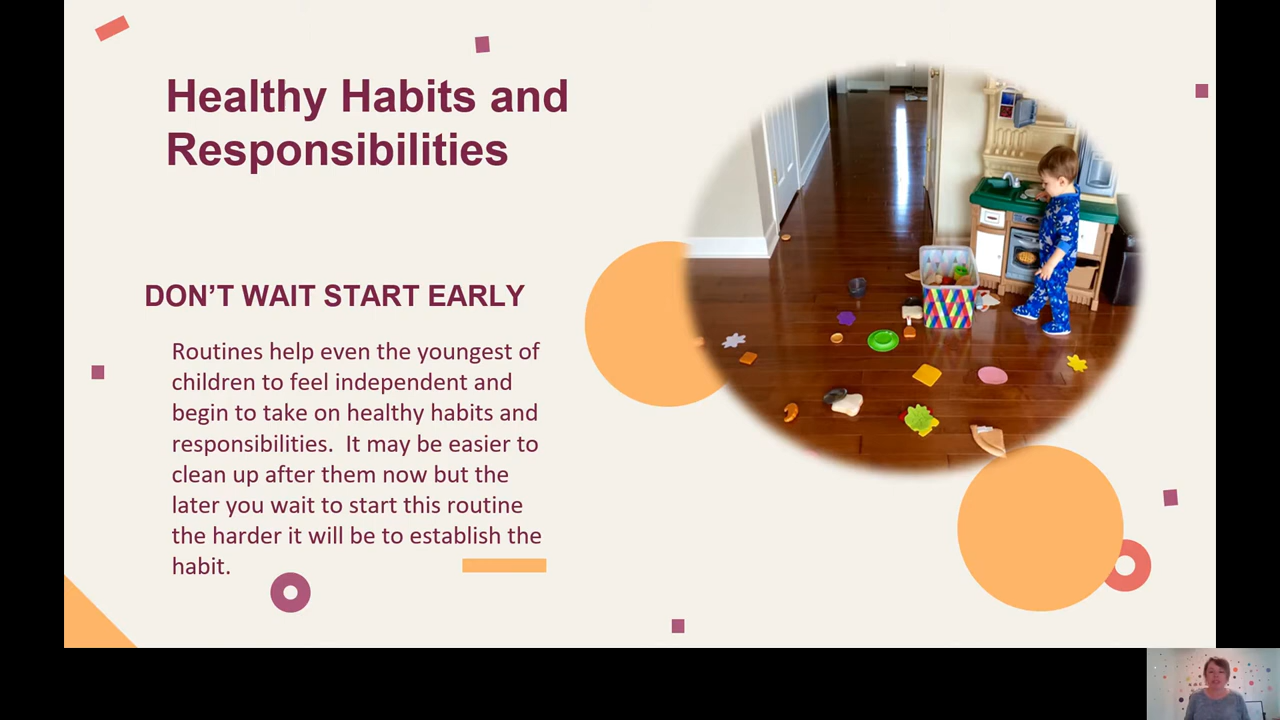 Healthy Habits and
Responsibilities
DON’T WAIT START EARLY
Routines help even the youngest of
children to feel independent and
begin to take on healthy habits and
responsibilities.  It may be easier to
clean up after them now but the
later you wait to start this routine
the harder it will be to establish the
habit.